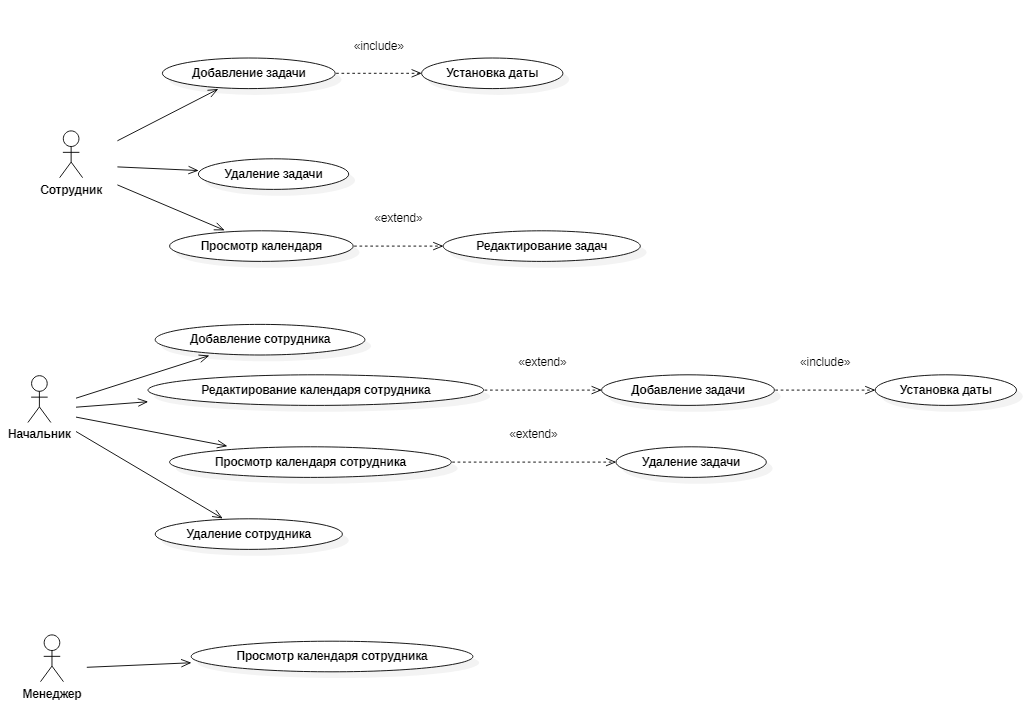 «include»
Добавление задачи
Установка даты
Удаление задачи
Сотрудник
«extend»
Просмотр календаря
Редактирование задач
Добавление сотрудника
«extend»
«include»
Редактирование календаря сотрудника
Добавление задачи
Установка даты
Начальник
«extend»
Просмотр календаря сотрудника
Удаление задачи
Удаление сотрудника
Просмотр календаря сотрудника
Менеджер